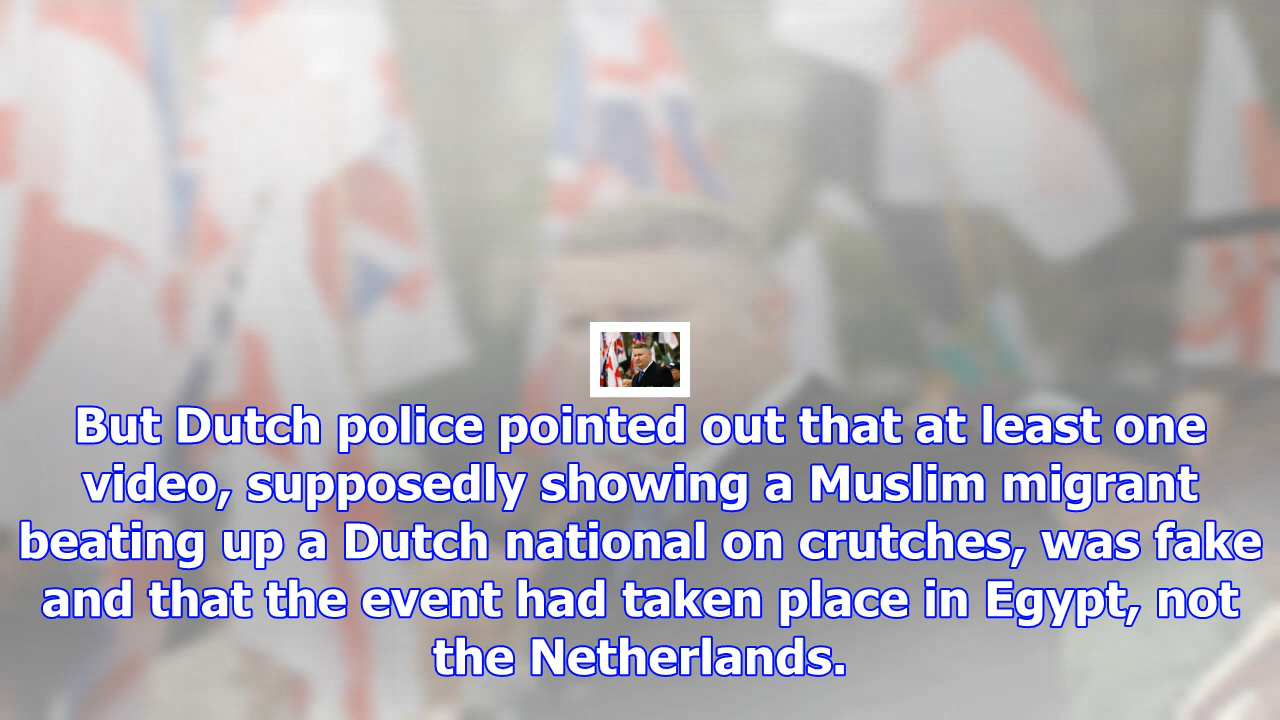 But Dutch police pointed out that at least one
video, supposedly showing a Muslim migrant
beating up a Dutch national on crutches, was fake
and that the event had taken place in Egypt, not
the Netherlands.